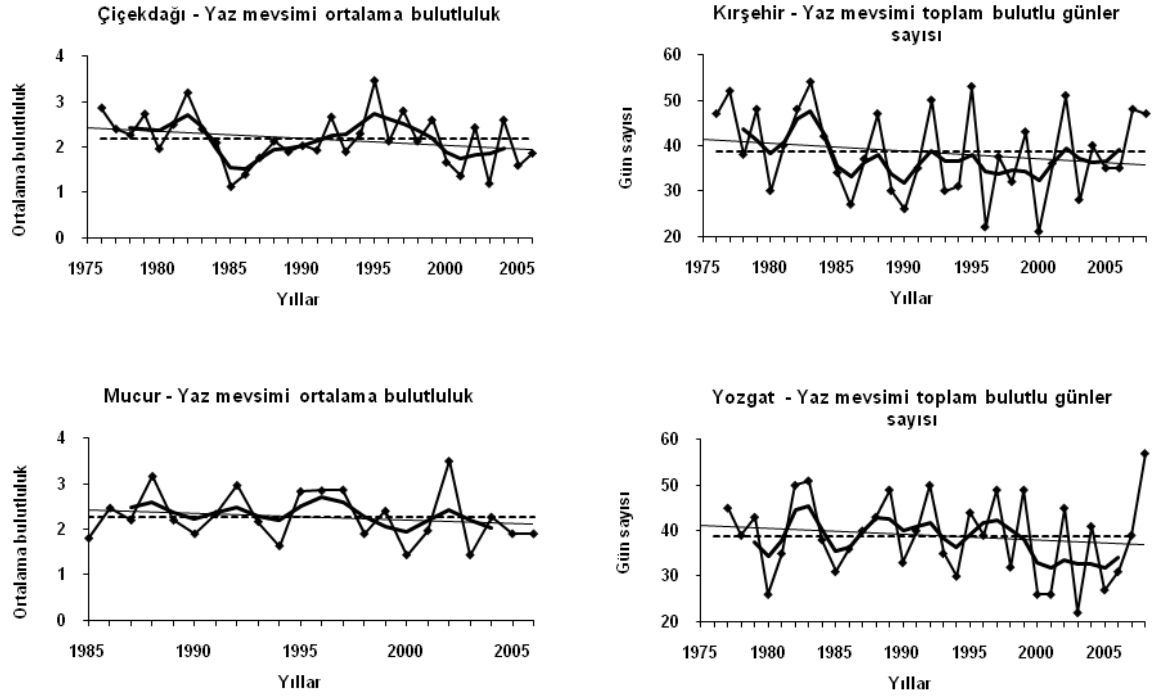 Çiçekdağı - Yaz mevsimi ortalama bulutluluk
Ortalama bulutluluk
4
3
2
1
0
1975 1980 1985 1990 1995 2000 2005
Yıllar
Kırşehir - Yaz mevsimi toplam bulutlu günler
sayısı
Gün sayısı
60
50
40
30
20
1975 1980 1985 1990 1995 2000 2005
Yıllar
Mucur - Yaz mevsimi ortalama bulutluluk
Ortalama bulutluluk
4
3
2
1
0
1985 1990 1995 2000 2005
Yıllar
Yozgat - Yaz mevsimi toplam bulutlu günler
sayısı
Gün sayısı
60
50
40
30
20
1975 1980 1985 1990 1995 2000 2005
Yıllar